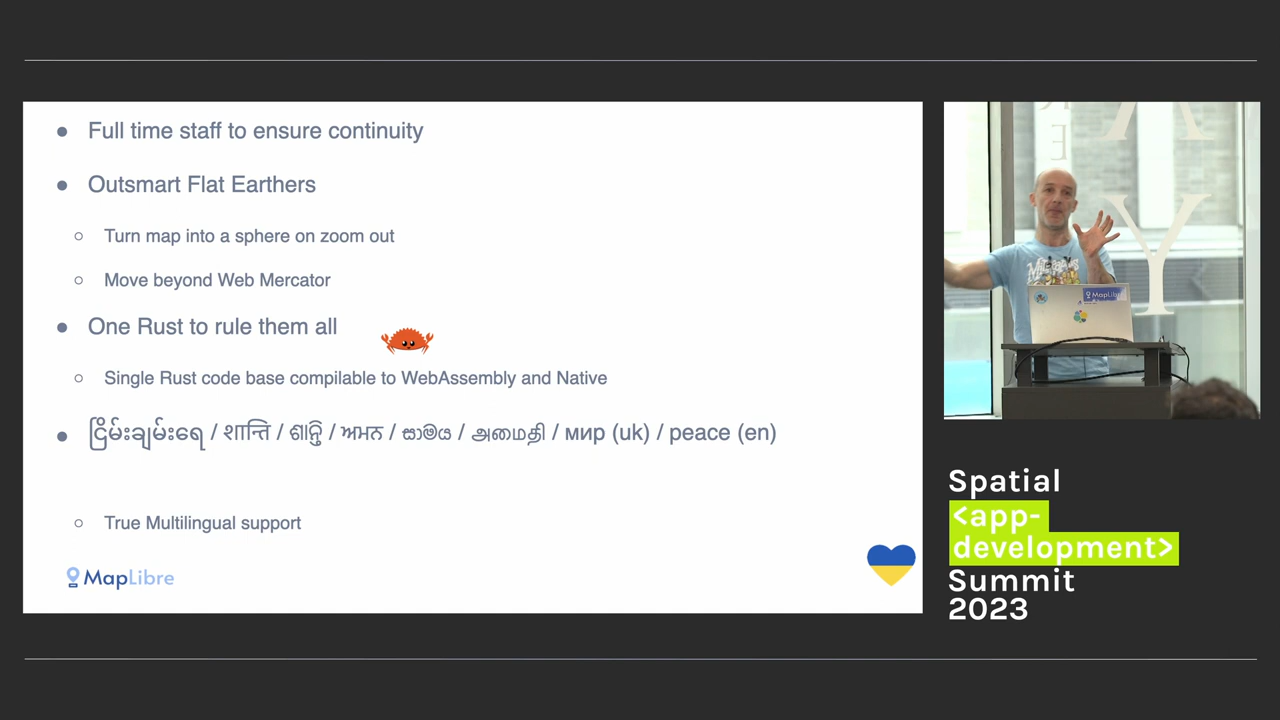 Full time staff to ensure continuity
Outsmart Flat Earthers
Turn map into a sphere on zoom out
Move beyond Web Mercator
One Rust to rule them all
Single Rust code base compilable to WebAssembly and Native
ငြိမ်းချမ်းရေ / शान्ति / ଶାନ୍ତି / ਅਮਨ / සාමය / அமைதி / мир (uk) / peace (en)
True Multilingual support
MapLibre
MapLibre
Spatial
<app-
development>
Summit
2023